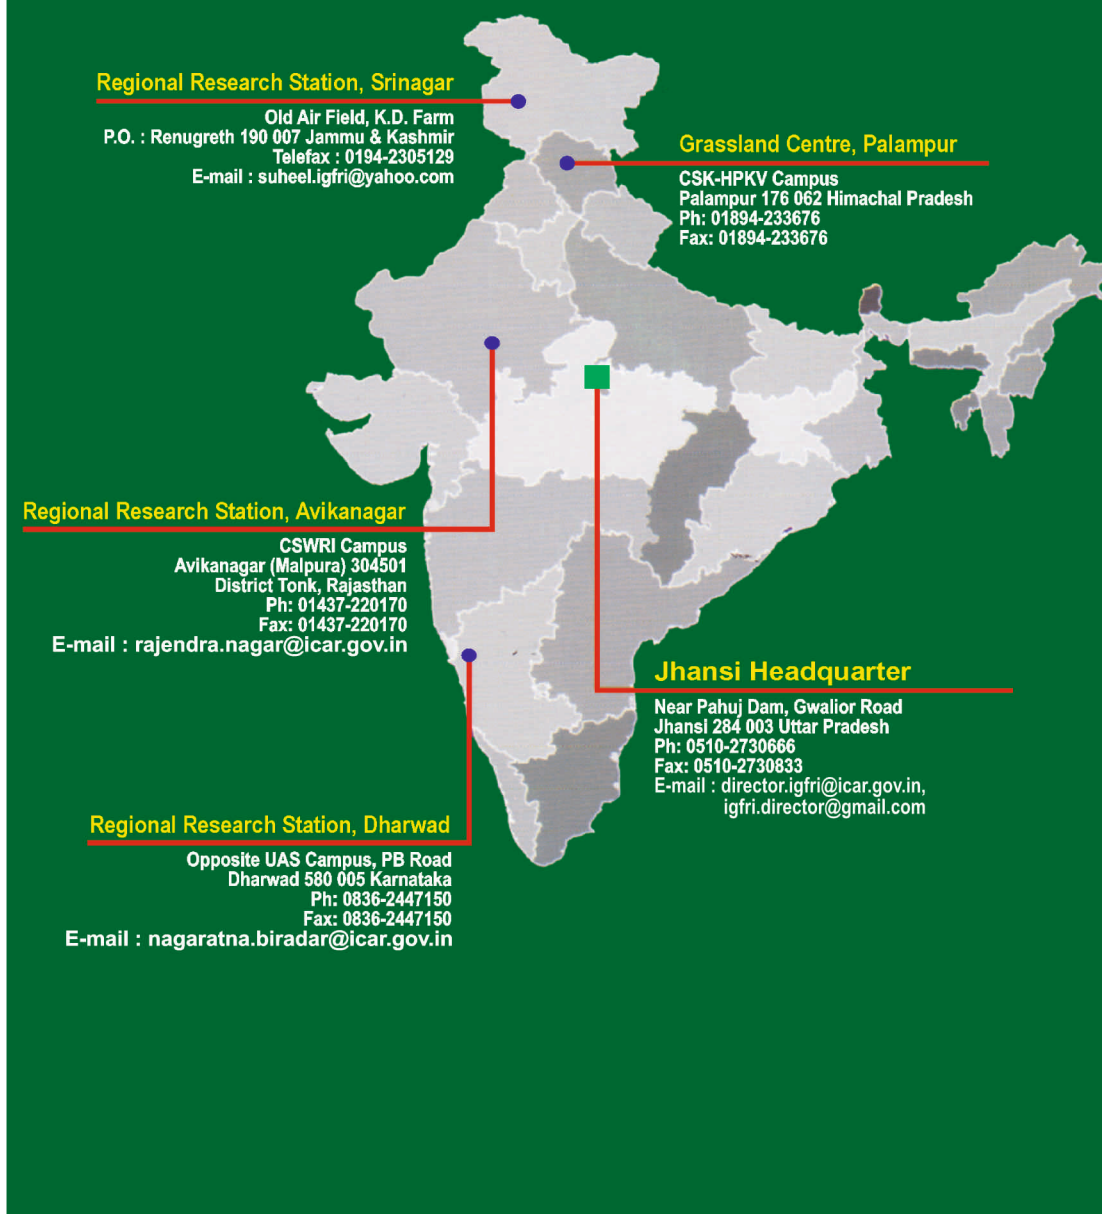 Regional Research Station, Srinagar
Old Air Field, K.D. Farm
P.O. : Renugreth 190 007 Jammu & Kashmir
Telefax : 0194-2305129
E-mail : suheel.igfri@yahoo.com
Grassland Centre, Palampur
CSK-HPKV Campus
Palampur 176 062 Himachal Pradesh
Ph: 01894-233676
Fax: 01894-233676
Regional Research Station, Avikanagar
CSWRI Campus
Avikanagar (Malpura) 304501
District Tonk, Rajasthan
Ph: 01437-220170
Fax: 01437-220170
E-mail : rajendra.nagar@icar.gov.in
Jhansi Headquarter
Near Pahuj Dam, Gwalior Road
Jhansi 284 003 Uttar Pradesh
Ph: 0510-2730666
Fax: 0510-2730833
E-mail : director.igfri@icar.gov.in,
igfri.director@gmail.com
Regional Research Station, Dharwad
Opposite UAS Campus, PB Road
Dharwad 580 005 Karnataka
Ph: 0836-2447150
Fax: 0836-2447150
E-mail : nagaratna.biradar@icar.gov.in